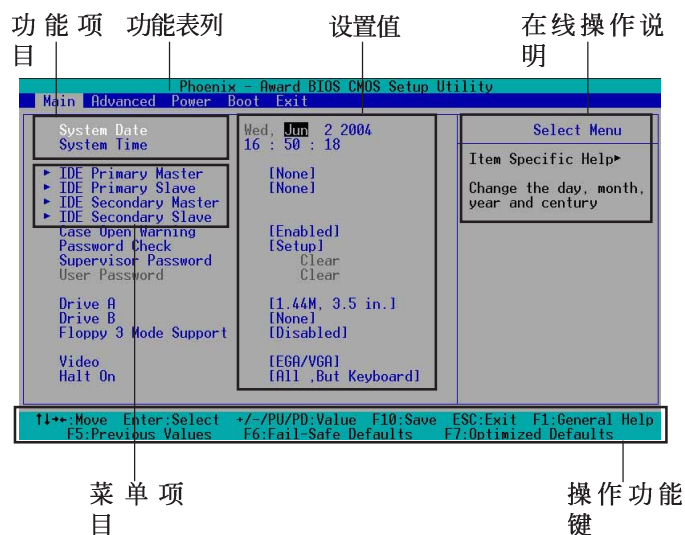 功能项目
功能表列
设置值
在线操作说明
Phoenix - Award BIOS CMOS Setup Utility
Main Advanced Power Boot Exit
System Date Wed, Jun 2 2004
System Time 16 : 50 : 18
Select Menu
Item Specific Help►
Change the day, month,
year and century
► IDE Primary Master [None]
► IDE Primary Slave [None]
► IDE Secondary Master
► IDE Secondary Slave
Case Open Warning [Enabled]
Password Check [Setup]
Supervisor Password Clear
User Password Clear
Drive A [1.44M, 3.5 in.]
Drive B [None]
Floppy 3 Mode Support [Disabled]
Video [EGA/VGA]
Halt On [All ,But Keyboard]
↑↓→←:Move Enter:Select +/-/PU/PD:Value F10:Save ESC:Exit F1:General Help
F5:Previous Values F6:Fail-Safe Defaults F7:Optimized Defaults
菜单项目
操作功能键